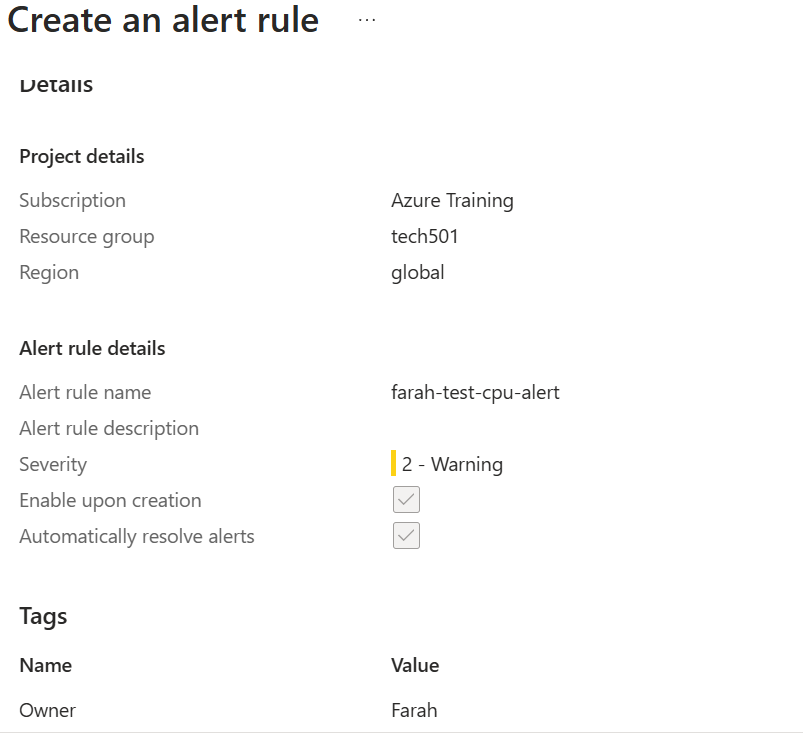 Create an alert rule ...
Details
Project details
Subscription Azure Training
Resource group tech501
Region global
Alert rule details
Alert rule name farah-test-cpu-alert
Alert rule description
Severity 2 - Warning
Enable upon creation
Automatically resolve alerts
Tags
Name Value
Owner Farah